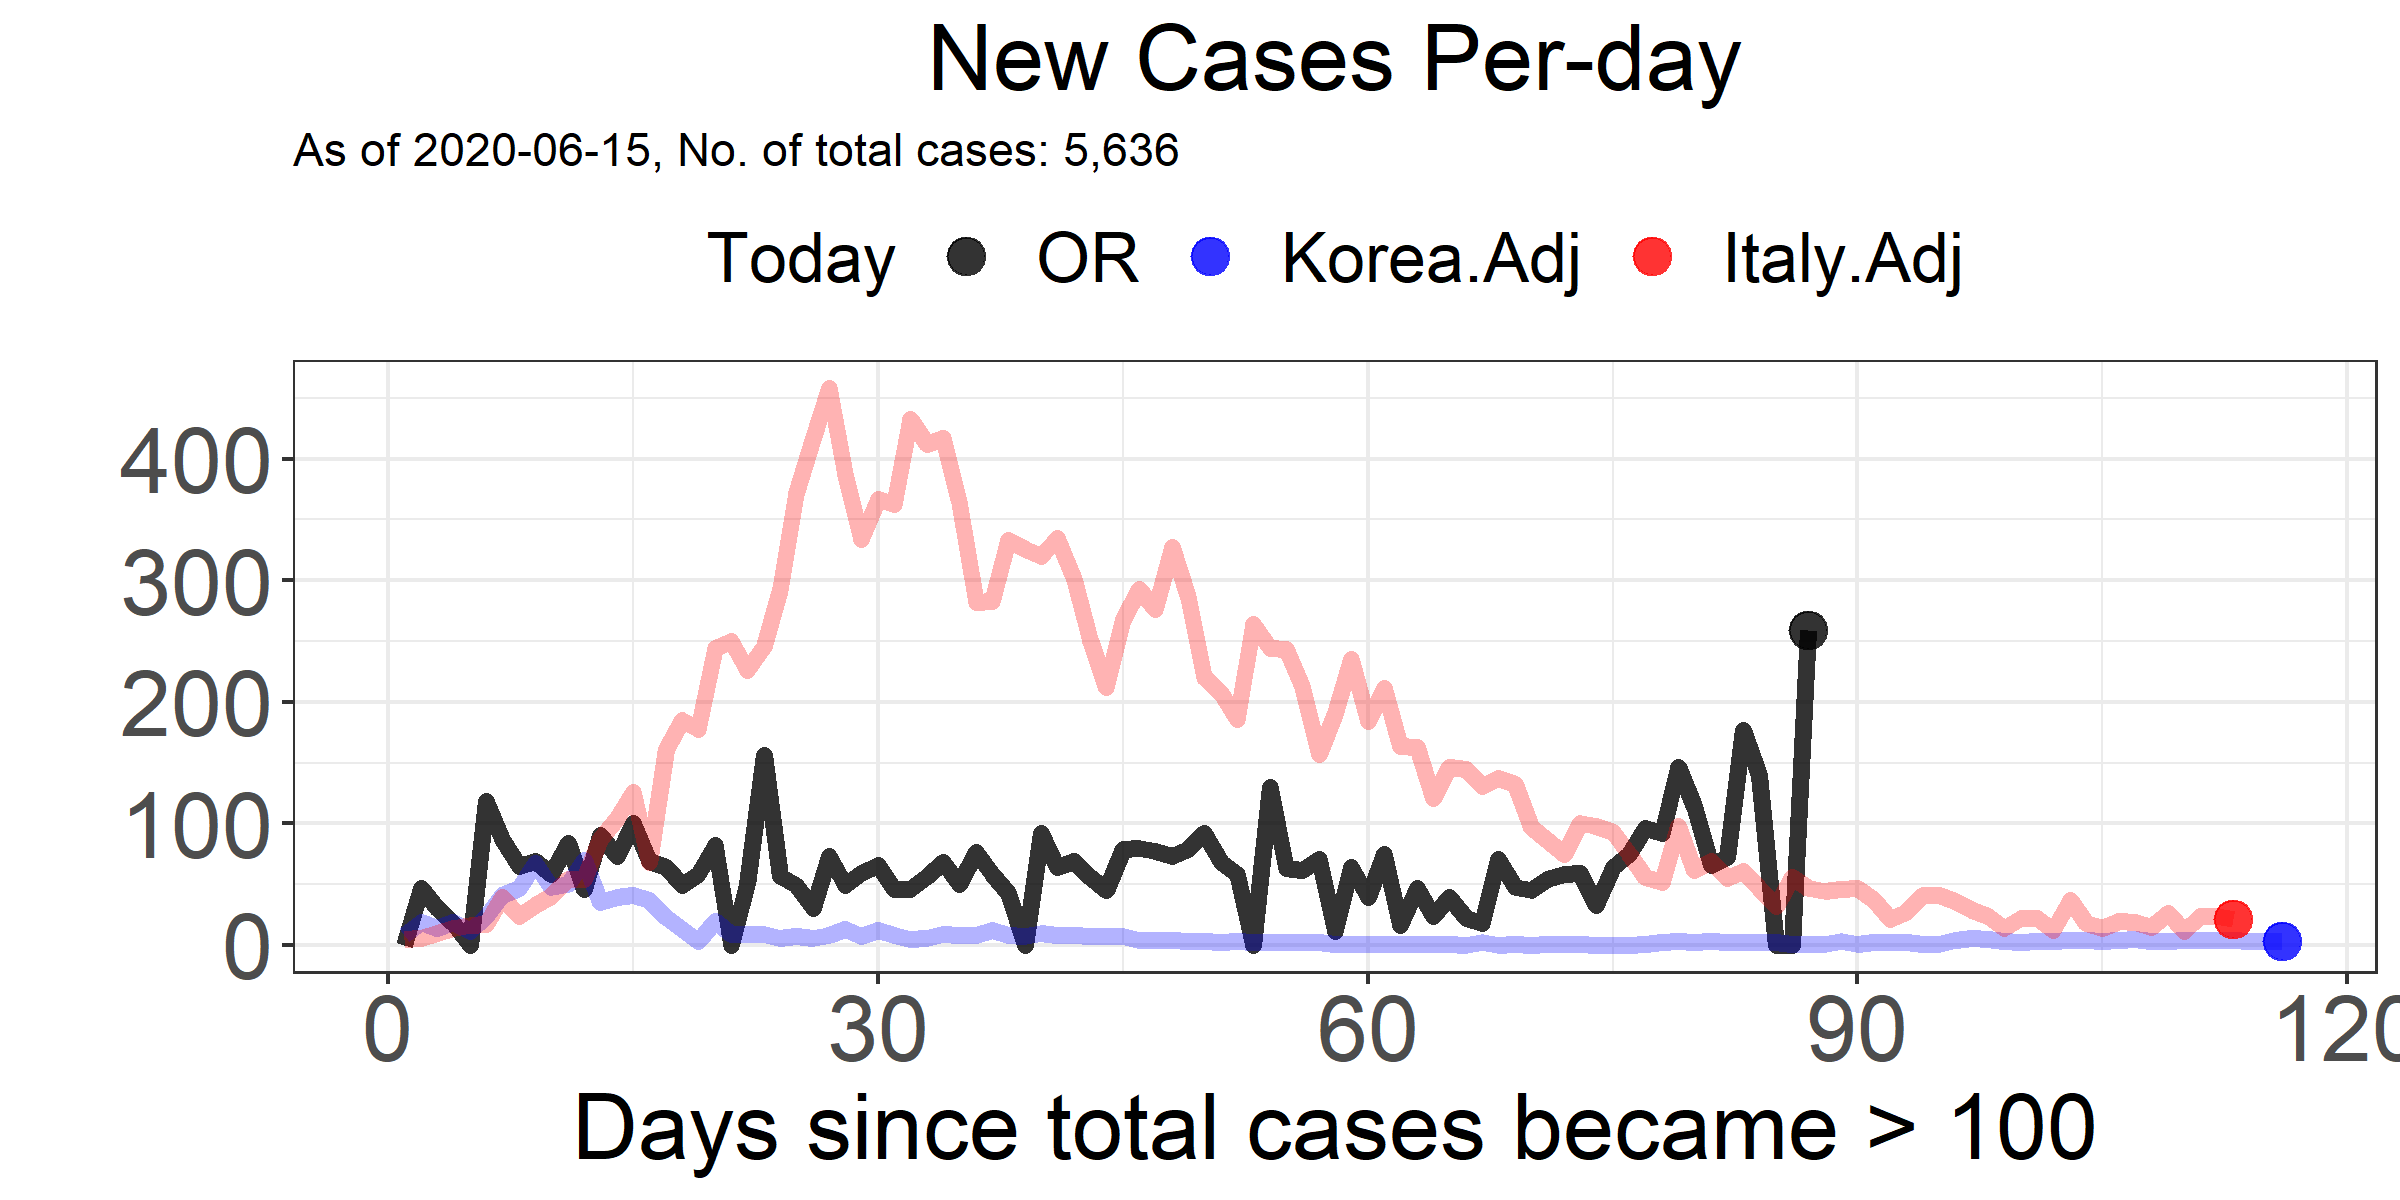 New Cases Per-day
As of 2020-06-15, No. of total cases: 5,636
Today OR Korea.Adj Italy.Adj
400
300
200
100
0
0 30 60 90 120
Days since total cases became > 100